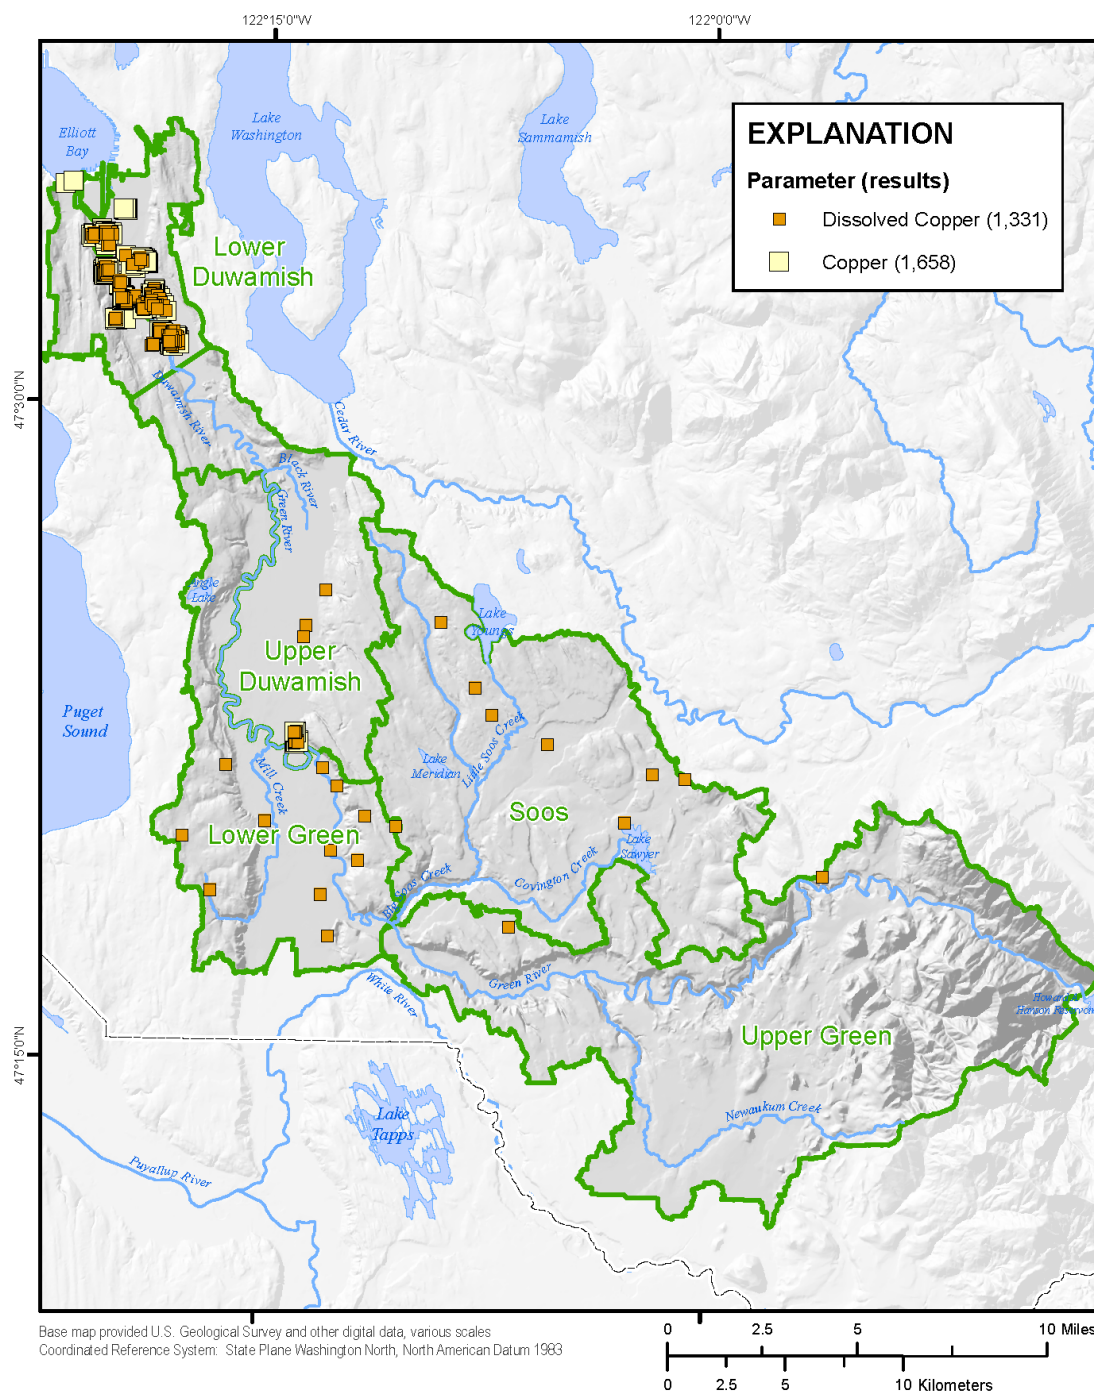 122°15'0"W
122°0'0"W
Elliott
Bay
Lake
Washington
Lake
Sammamish
EXPLANATION
Parameter (results)
Dissolved Copper (1,331)
Copper (1,658)
Lower
Duwamish
47°30'0"N
Duwamish River
Cedar River
Black River
Green River
Angle
Lake
Lake
Youngs
Upper
Duwamish
Puget
Sound
Lake
Meridian
Little Soos Creek
Mill Creek
Soos
Lower Green
Lake
Sawyer
Big Soos Creek
Covington Creek
Green River
White River
Howard
Hanson Reservoir
Upper Green
47°15'0"N
Newaukum Creek
Lake
Tapps
Puyallup River
Base map provided U.S. Geological Survey and other digital data, various scales
Coordinated Reference System: State Plane Washington North, North American Datum 1983
0 2.5 5 10 Miles
0 2.5 5 10 Kilometers